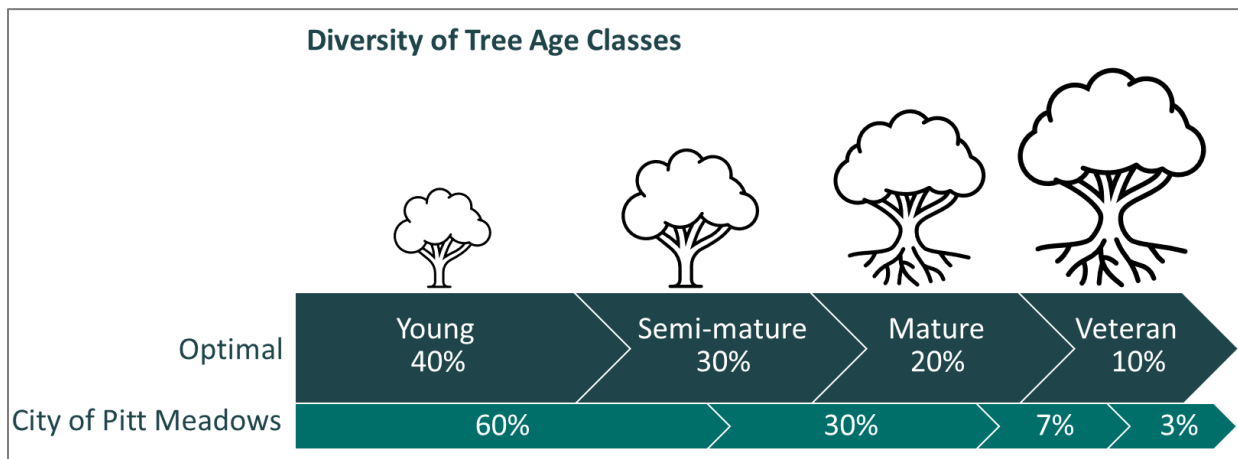 Diversity of Tree Age Classes
Optimal
Young
40%
Semi-mature
30%
Mature
20%
Veteran
10%
City of Pitt Meadows
60%
30%
7%
3%